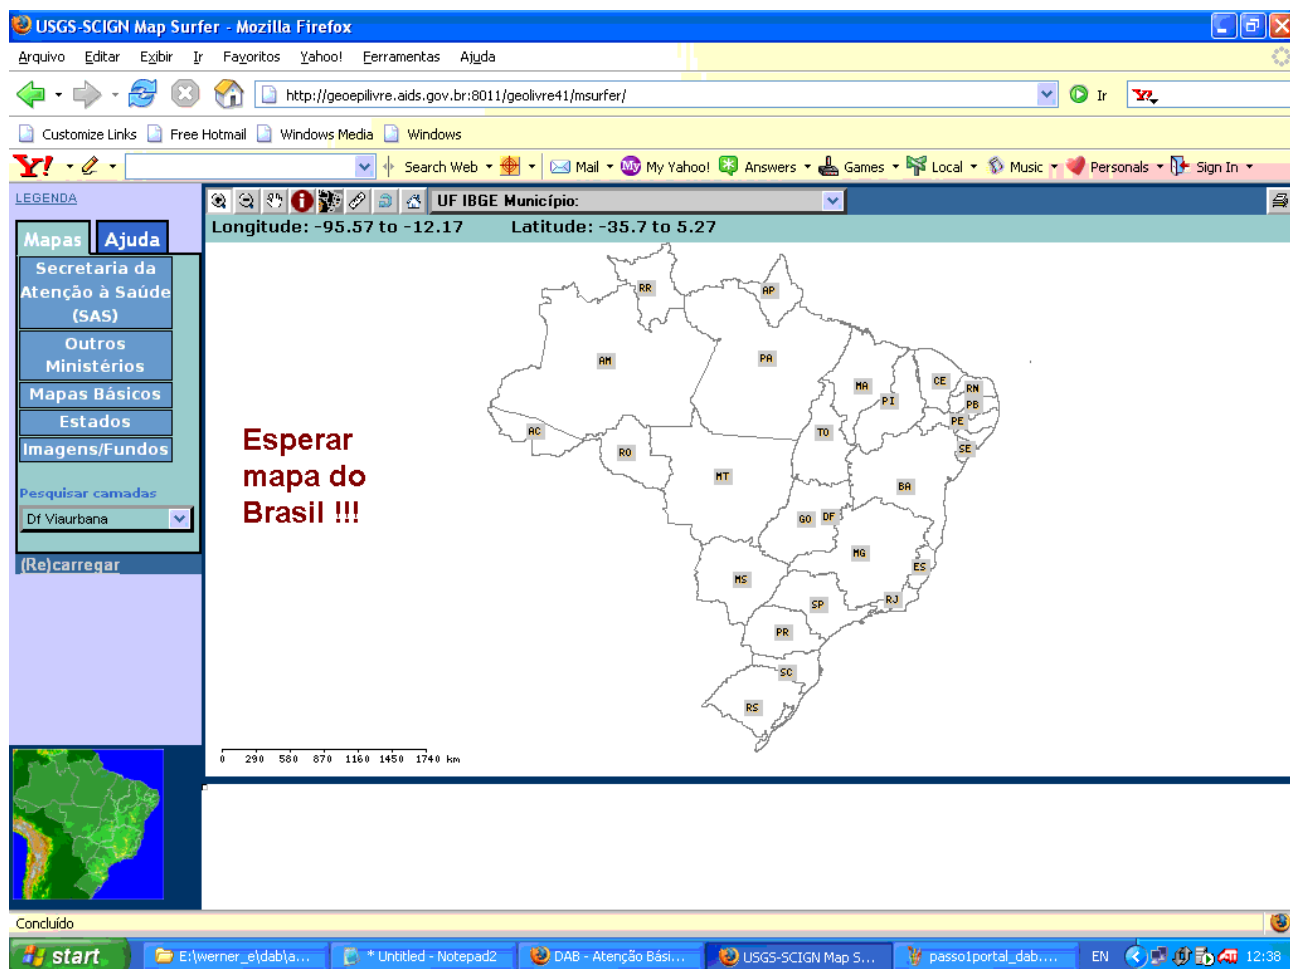 USGS-SCIGN Map Surfer - Mozilla Firefox
Arquivo Editar Exibir Ir Favoritos Yahoo! Ferramentas Ajuda
http://geoepilivre.aids.gov.br:8011/geolivre41/msurfer/ Ir Y!
Customize Links Free Hotmail Windows Media Windows
Y! Search Web Mail My My Yahoo! Answers Games Local Music Personals Sign In
LEGENDA
UF IBGE Município:
Longitude: -95.57 to -12.17 Latitude: -35.7 to 5.27
Mapas Ajuda
Secretaria da
Atenção à Saúde
(SAS)
Outros
Ministérios
Mapas Básicos
Estados
Imagens/Fundos
Pesquisar camadas
Df Viaurbana
(Re)carregar
Esperar
mapa do
Brasil !!!
RR
AP
AM
PA
MA
CE
RN
PI
PB
PE
AC
RO
TO
SE
MT
BA
GO
DF
MG
ES
MS
SP
RJ
PR
SC
RS
0 290 580 870 1160 1450 1740 km
Concluído
start E:\werner_e\dab\a... * Untitled - Notepad2 DAB - Atenção Bási... USGS-SCIGN Map S... passo1portal_dab.... EN 12:38